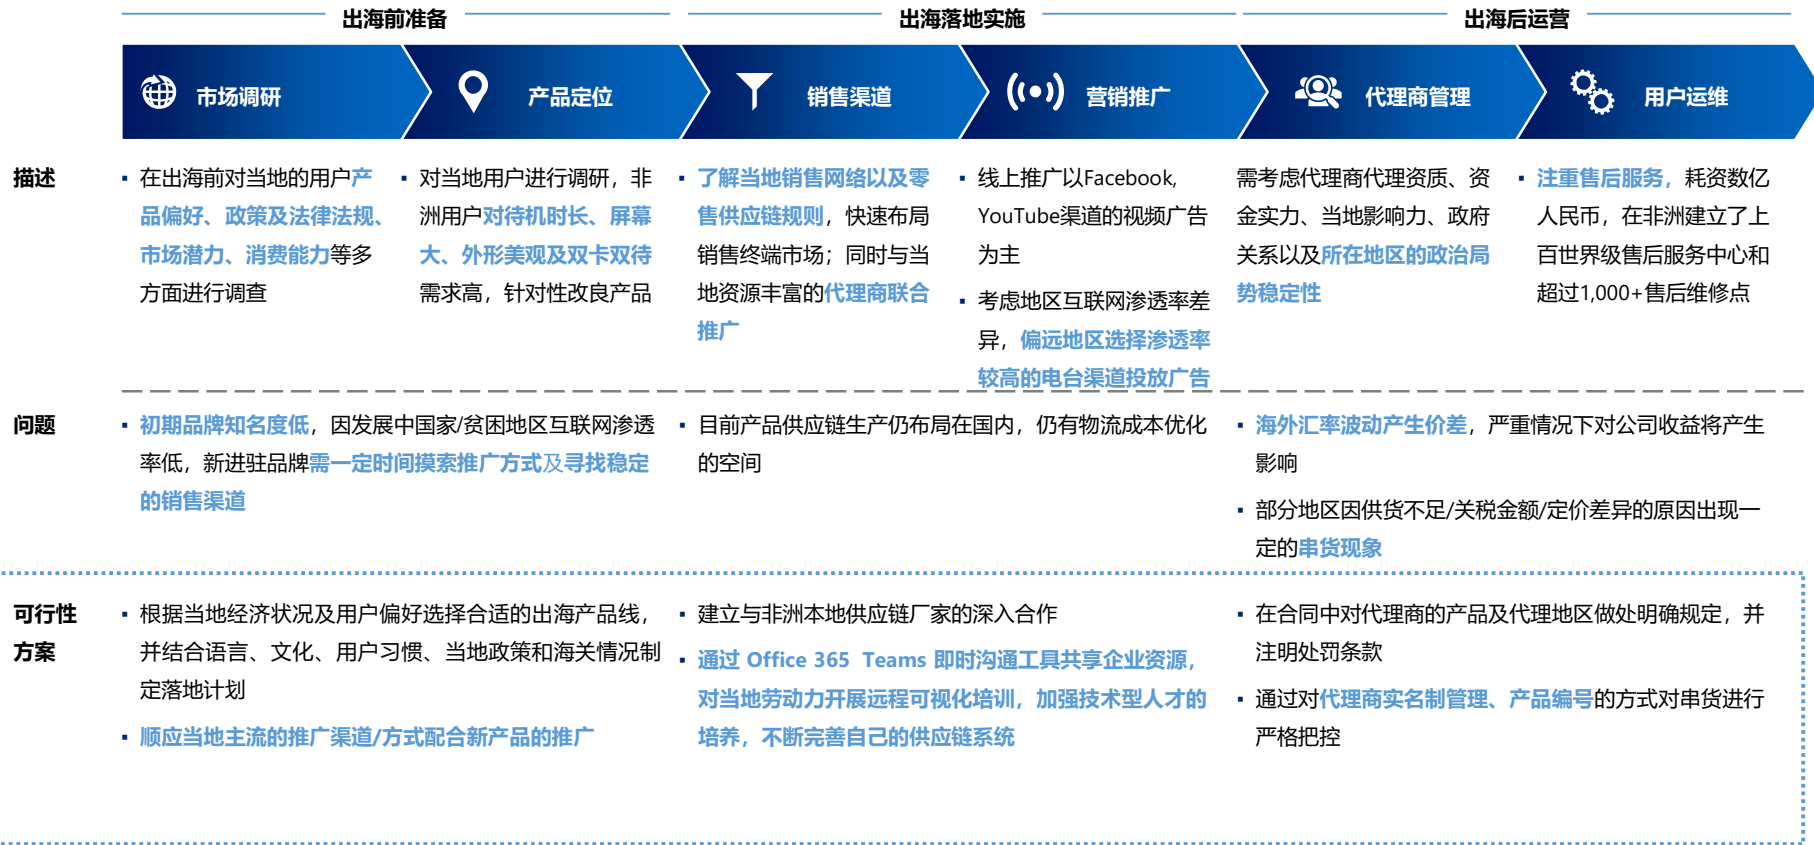 出海前准备
出海落地实施
出海后运营
市场调研
产品定位
销售渠道
营销推广
代理商管理
用户运维
描述
▪ 在出海前对当地的用户产
品偏好、政策及法律法规、
市场潜力、消费能力等多
方面进行调查
▪ 对当地用户进行调研，非
洲用户对待机时长、屏幕
大、外形美观及双卡双待
需求高，针对性改良产品
▪ 了解当地销售网络以及零
售供应链规则，快速布局
销售终端市场；同时与当
地资源丰富的代理商联合
推广
▪ 线上推广以Facebook,
YouTube渠道的视频广告
为主
▪ 考虑地区互联网渗透率差
异，偏远地区选择渗透率
较高的电台渠道投放广告
需考虑代理商代理资质、资
金实力、当地影响力、政府
关系以及所在地区的政治局
势稳定性
▪ 注重售后服务，耗资数亿
人民币，在非洲建立了上
百世界级售后服务中心和
超过1,000+售后维修点
问题
▪ 初期品牌知名度低，因发展中国家/贫困地区互联网渗透
率低，新进驻品牌需一定时间摸索推广方式及寻找稳定
的销售渠道
▪ 目前产品供应链生产仍布局在国内，仍有物流成本优化
的空间
▪ 海外汇率波动产生价差，严重情况下对公司收益将产生
影响
▪ 部分地区因供货不足/关税金额/定价差异的原因出现一
定的串货现象
可行性
方案
▪ 根据当地经济状况及用户偏好选择合适的出海产品线，
并结合语言、文化、用户习惯、当地政策和海关情况制
定落地计划
▪ 顺应当地主流的推广渠道/方式配合新产品的推广
▪ 建立与非洲本地供应链厂家的深入合作
▪ 通过 Office 365 Teams 即时沟通工具共享企业资源，
对当地劳动力开展远程可视化培训，加强技术型人才的
培养，不断完善自己的供应链系统
▪ 在合同中对代理商的产品及代理地区做处明确规定，并
注明处罚条款
▪ 通过对代理商实名制管理、产品编号的方式对串货进行
严格把控